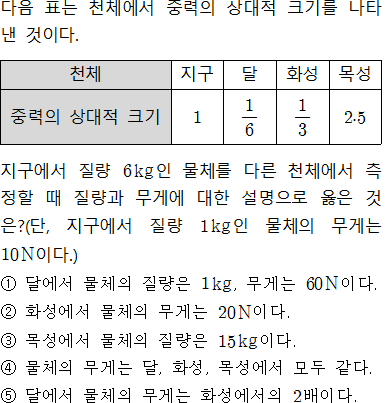 다음 표는 천체에서 중력의 상대적 크기를 나타
낸 것이다.
천체 지구 달 화성 목성
중력의 상대적 크기 1 1/6 1/3 2.5
지구에서 질량 6kg인 물체를 다른 천체에서 측
정할 때 질량과 무게에 대한 설명으로 옳은 것
은?(단, 지구에서 질량 1kg인 물체의 무게는
10N이다.)
① 달에서 물체의 질량은 1kg, 무게는 60N이다.
② 화성에서 물체의 무게는 20N이다.
③ 목성에서 물체의 질량은 15kg이다.
④ 물체의 무게는 달, 화성, 목성에서 모두 같다.
⑤ 달에서 물체의 무게는 화성에서의 2배이다.